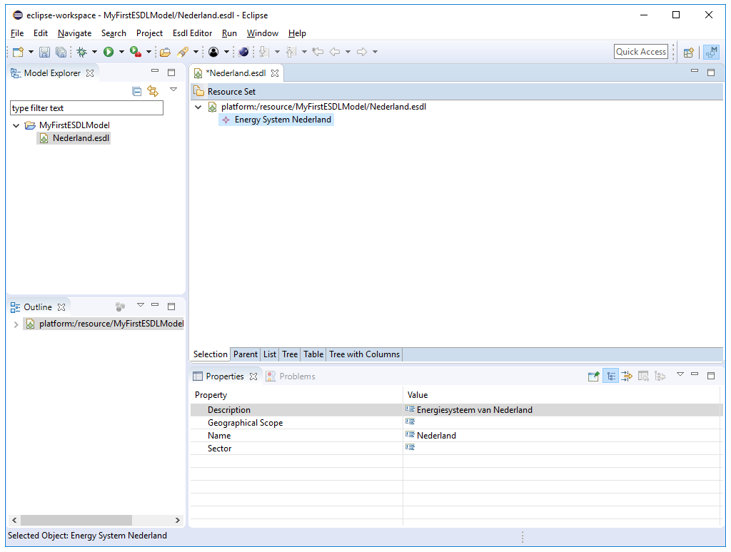 eclipse-workspace - MyFirstESDLModel/Nederland.esdl - Eclipse
File Edit Navigate Search Project Esdl Editor Run Window Help
Quick Access
Model Explorer
type filter text
MyFirstESDLModel
Nederland.esdl
*Nederland.esdl
Resource Set
platform:/resource/MyFirstESDLModel/Nederland.esdl
Energy System Nederland
Outline
platform:/resource/MyFirstESDLModel
Selection Parent List Tree Table Tree with Columns
Properties Problems
Property Value
Description Energiesysteem van Nederland
Geographical Scope
Name Nederland
Sector
Selected Object: Energy System Nederland